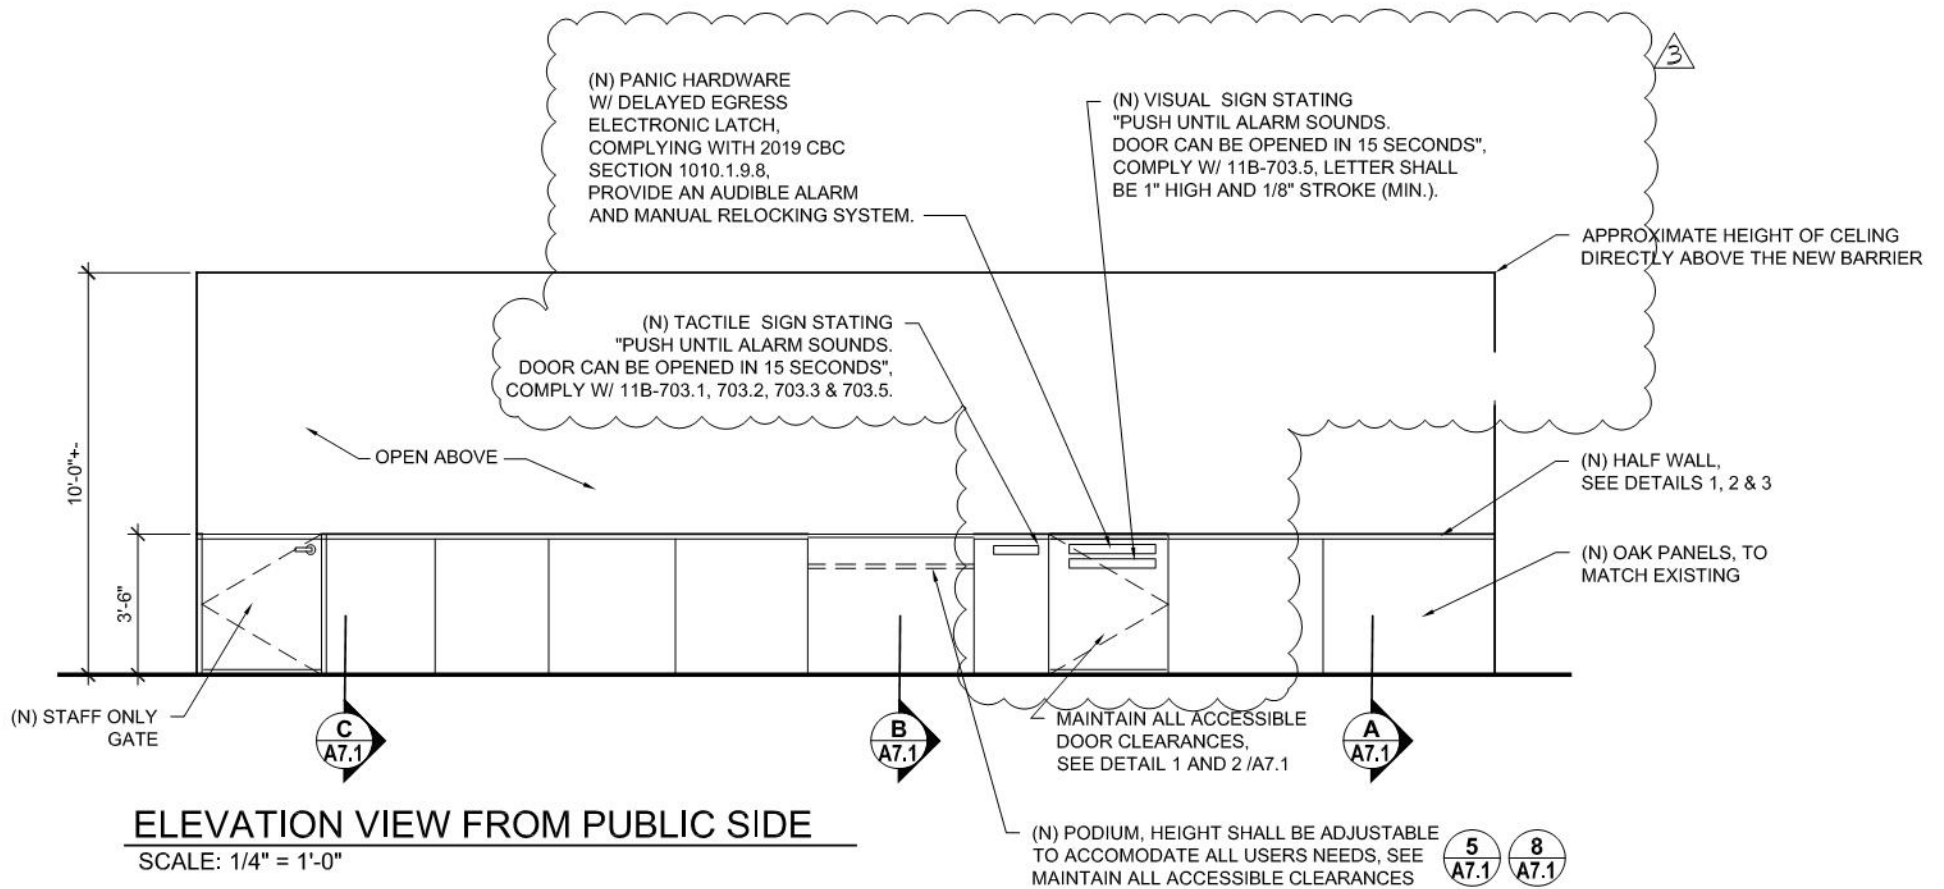 3
(N) PANIC HARDWARE
W/ DELAYED EGRESS
ELECTRONIC LATCH,
COMPLYING WITH 2019 CBC
SECTION 1010.1.9.8,
PROVIDE AN AUDIBLE ALARM
AND MANUAL RELOCKING SYSTEM.
(N) VISUAL SIGN STATING
"PUSH UNTIL ALARM SOUNDS.
DOOR CAN BE OPENED IN 15 SECONDS",
COMPLY W/ 11B-703.5, LETTER SHALL
BE 1" HIGH AND 1/8" STROKE (MIN.).
APPROXIMATE HEIGHT OF CELING
DIRECTLY ABOVE THE NEW BARRIER
(N) TACTILE SIGN STATING
"PUSH UNTIL ALARM SOUNDS.
DOOR CAN BE OPENED IN 15 SECONDS",
COMPLY W/ 11B-703.1, 703.2, 703.3 & 703.5.
OPEN ABOVE
10'-0"+-
3'-6"
(N) HALF WALL,
SEE DETAILS 1, 2 & 3
(N) OAK PANELS, TO
MATCH EXISTING
(N) STAFF ONLY
GATE
C
A7.1
B
A7.1
MAINTAIN ALL ACCESSIBLE
DOOR CLEARANCES,
SEE DETAIL 1 AND 2 /A7.1
A
A7.1
ELEVATION VIEW FROM PUBLIC SIDE
SCALE: 1/4" = 1'-0"
(N) PODIUM, HEIGHT SHALL BE ADJUSTABLE
TO ACCOMODATE ALL USERS NEEDS, SEE
MAINTAIN ALL ACCESSIBLE CLEARANCES
5
A7.1
8
A7.1